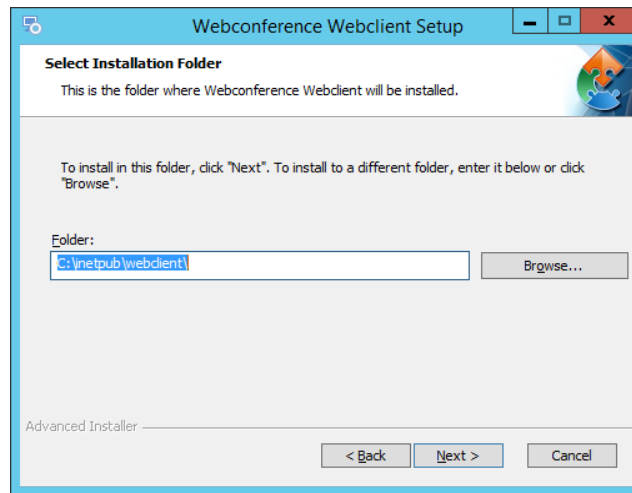 Webconference Webclient Setup
Select Installation Folder
This is the folder where Webconference Webclient will be installed.
To install in this folder, click "Next". To install to a different folder, enter it below or click
"Browse".
Folder:
C:\inetpub\webclient\
Browse...
Advanced Installer
< Back Next > Cancel